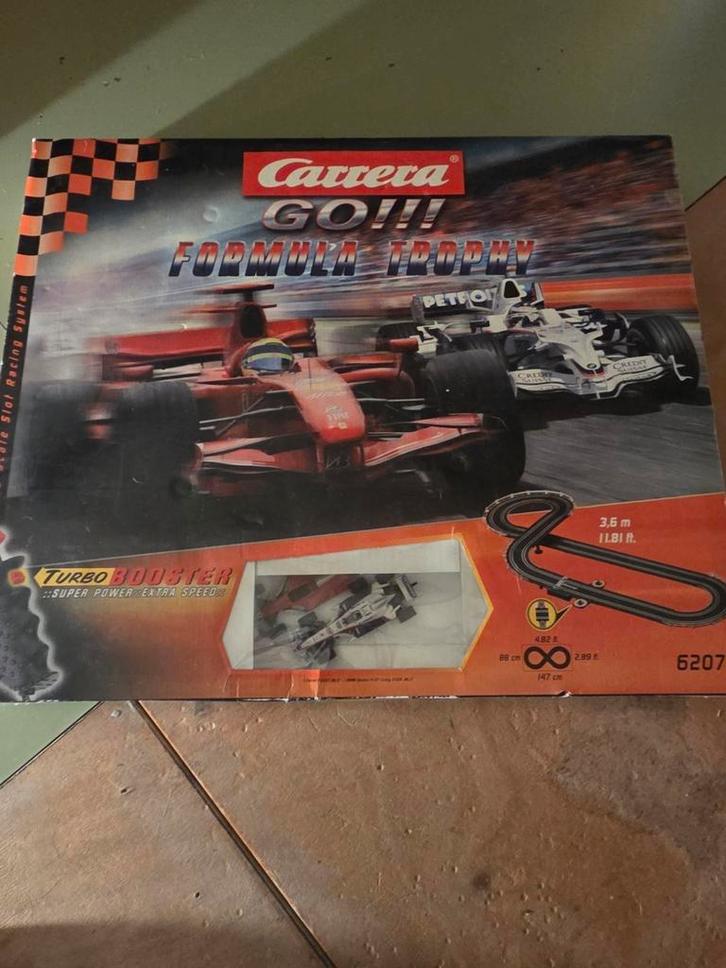 Carrera®
GO!!!
FORMULA TROPHY
Slot Racing System
PETRO
CREDIT
SUISSE
CREDIT
SUISSE
3,6 m
11.81 ft.
TURBO BOOSTER
::SUPER POWER::EXTRA SPEED::
4.82 ft.
88 cm
2.89 ft.
147 cm
6207